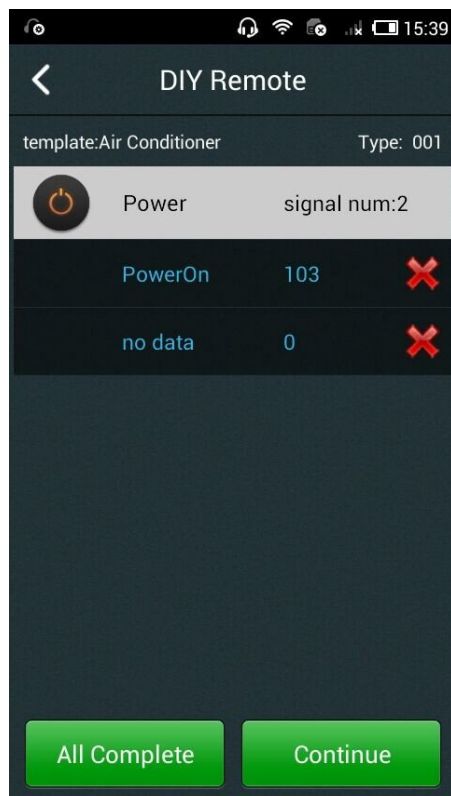 15:39
DIY Remote
template:Air Conditioner Type: 001
Power signal num:2
PowerOn 103
no data 0
All Complete Continue